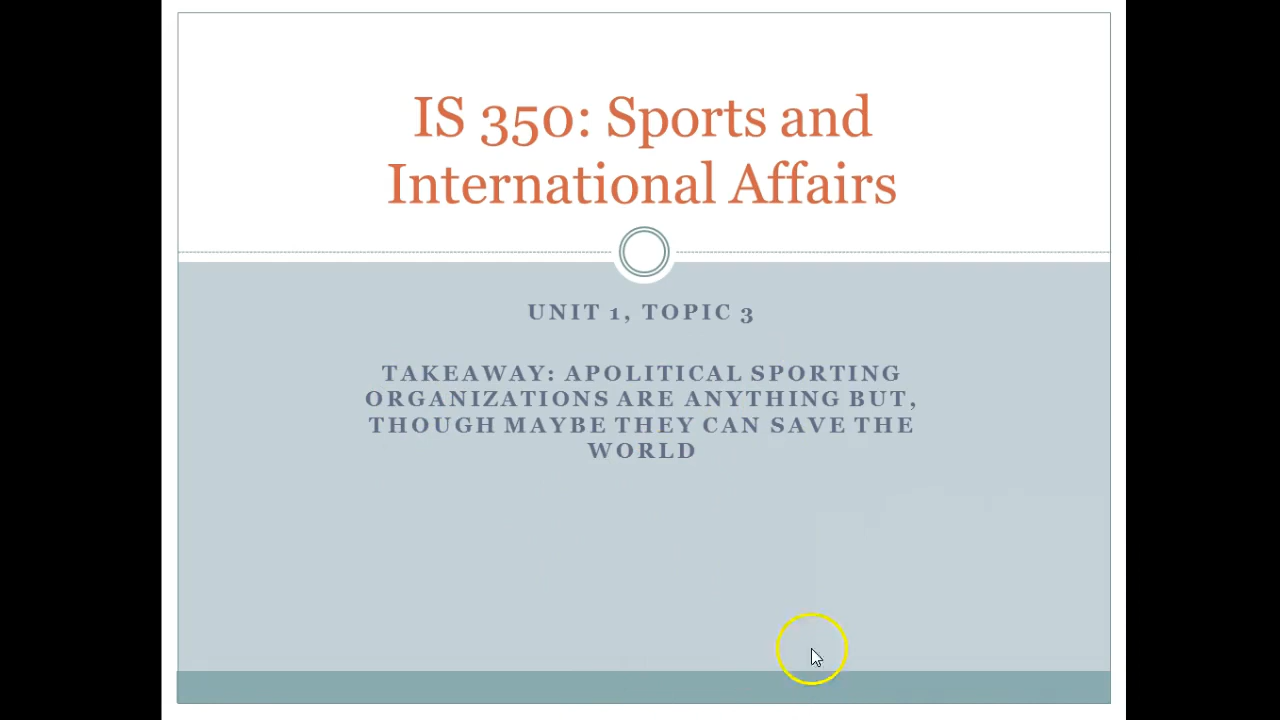 IS 350: Sports and
International Affairs
UNIT 1, TOPIC 3
TAKEAWAY: APOLITICAL SPORTING
ORGANIZATIONS ARE ANYTHING BUT,
THOUGH MAYBE THEY CAN SAVE THE
WORLD